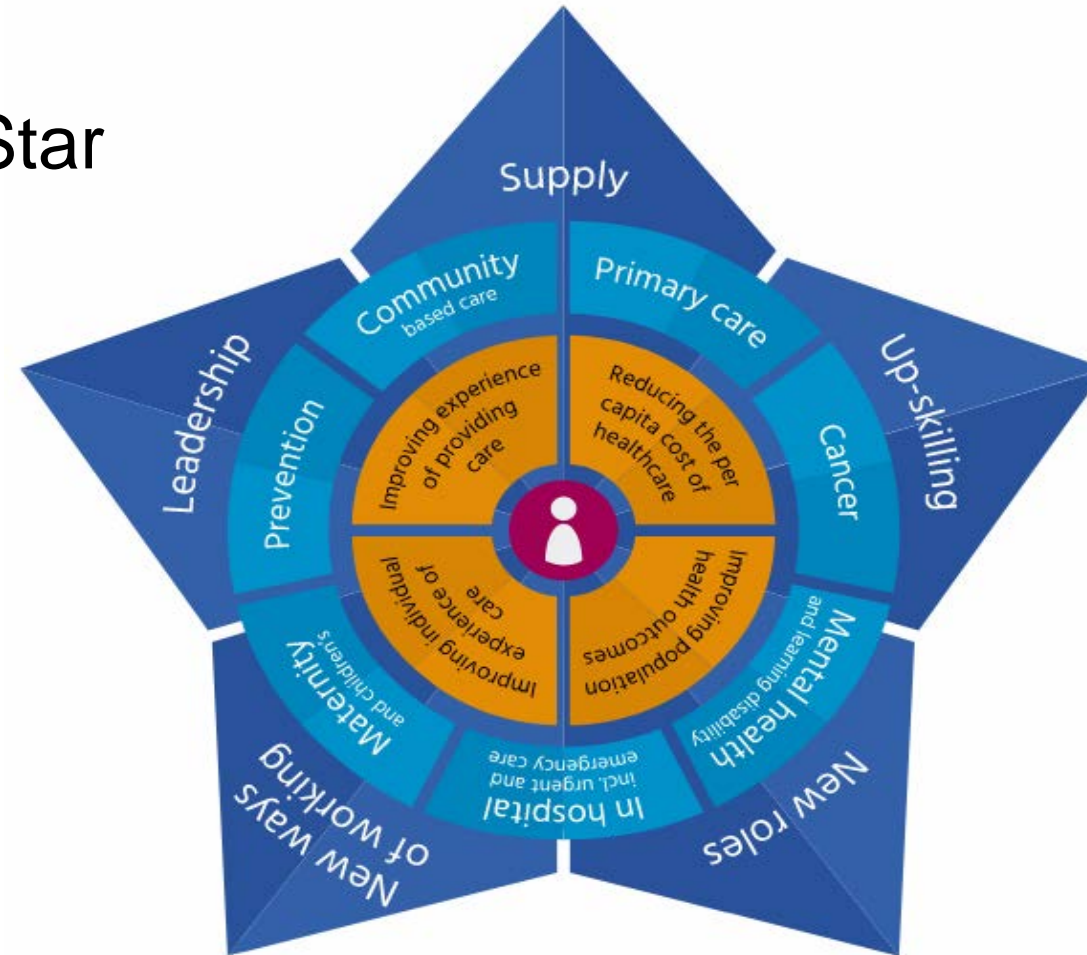 Star
Supply
Up-skilling
New roles
New ways
of working
Leadership
Community
based care
Primary care
Cancer
Mental health
and learning disability
In hospital
incl. urgent and
emergency care
Maternity
and children's
Prevention
Improving experience
of providing
care
Reducing the per
capita cost of
healthcare
Improving population
health outcomes
Improving individual
experience of
care